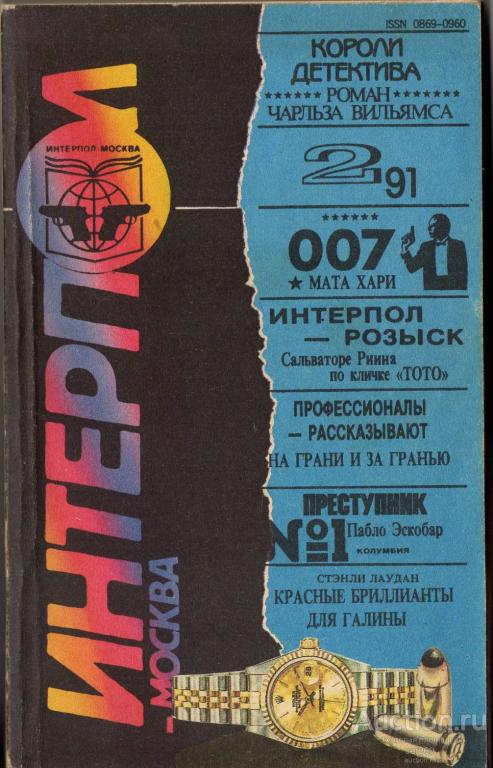 ISSN 0869-0960
КОРОЛИ
ДЕТЕКТИВА
РОМАН
ЧАРЛЬЗА ВИЛЬЯМСА
ИНТЕРПОЛ МОСКВА
ИНТЕРПОЛ
– МОСКВА
2 91
007
★ МАТА ХАРИ
ИНТЕРПОЛ
— РОЗЫСК
Сальваторе Риина
по кличке «ТОТО»
ПРОФЕССИОНАЛЫ
– РАССКАЗЫВАЮТ
НА ГРАНИ И ЗА ГРАНЬЮ
ПРЕСТУПНИК
№1 Пабло Эскобар
КОЛУМБИЯ
СТЭНЛИ ЛАУДАН
КРАСНЫЕ БРИЛЛИАНТЫ
ДЛЯ ГАЛИНЫ
Auction.ru